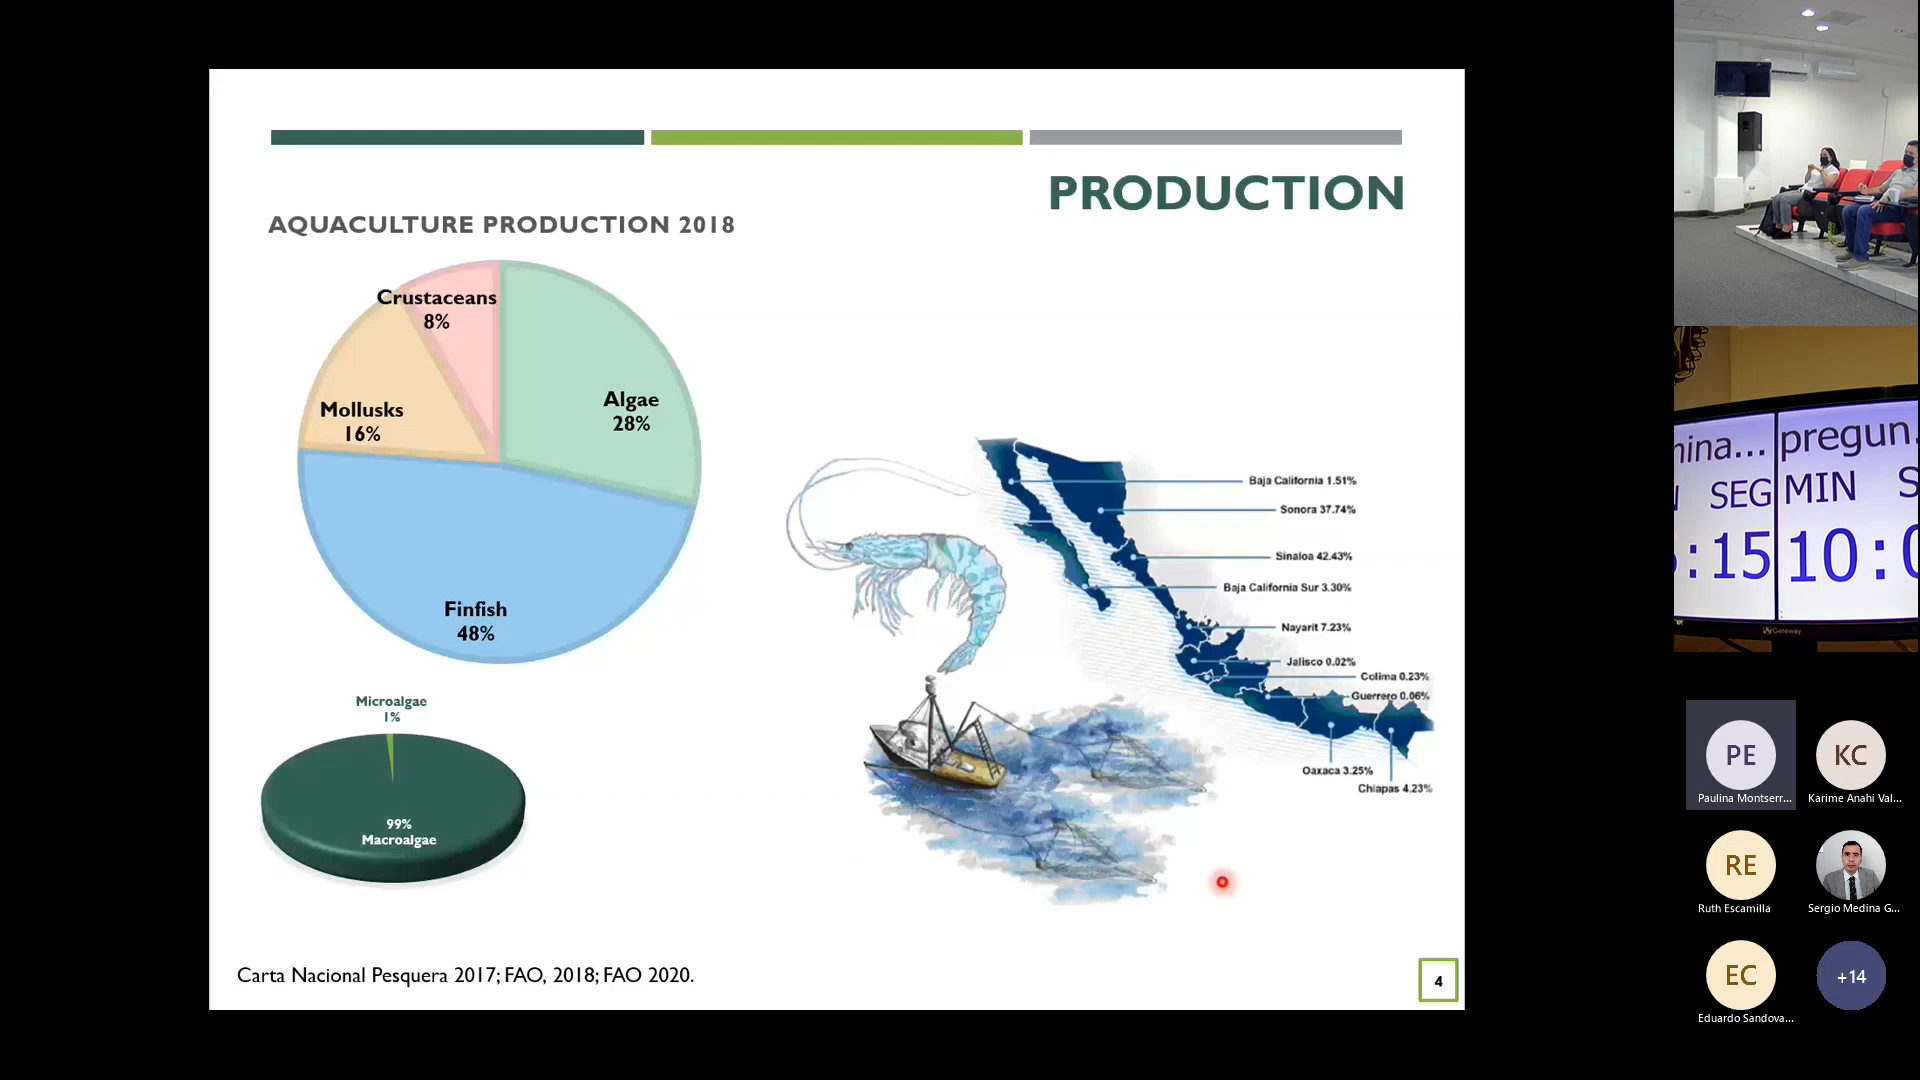 PRODUCTION
AQUACULTURE PRODUCTION 2018
Crustaceans
8%
Algae
28%
Mollusks
16%
Finfish
48%
Microalgae
1%
99%
Macroalgae
Baja California 1.51%
Sonora 37.74%
Sinaloa 42.43%
Baja California Sur 3.30%
Nayarit 7.23%
Jalisco 0.02%
Colima 0.23%
Guerrero 0.06%
Oaxaca 3.25%
Chiapas 4.23%
Carta Nacional Pesquera 2017; FAO, 2018; FAO 2020.
4
pregun.
SEG MIN S
:15 10:0
Gateway
PE
Paulina Montserr...
KC
Karime Anahi Val...
RE
Ruth Escamilla
Sergio Medina G...
EC
Eduardo Sandova...
+14